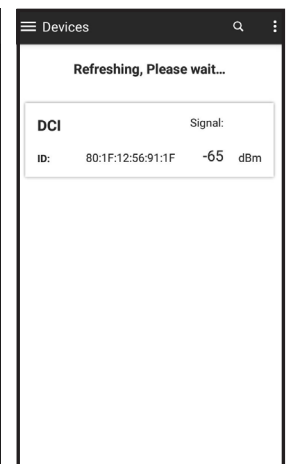 Devices
Refreshing, Please wait...
DCI Signal:
ID: 80:1F:12:56:91:1F -65 dBm